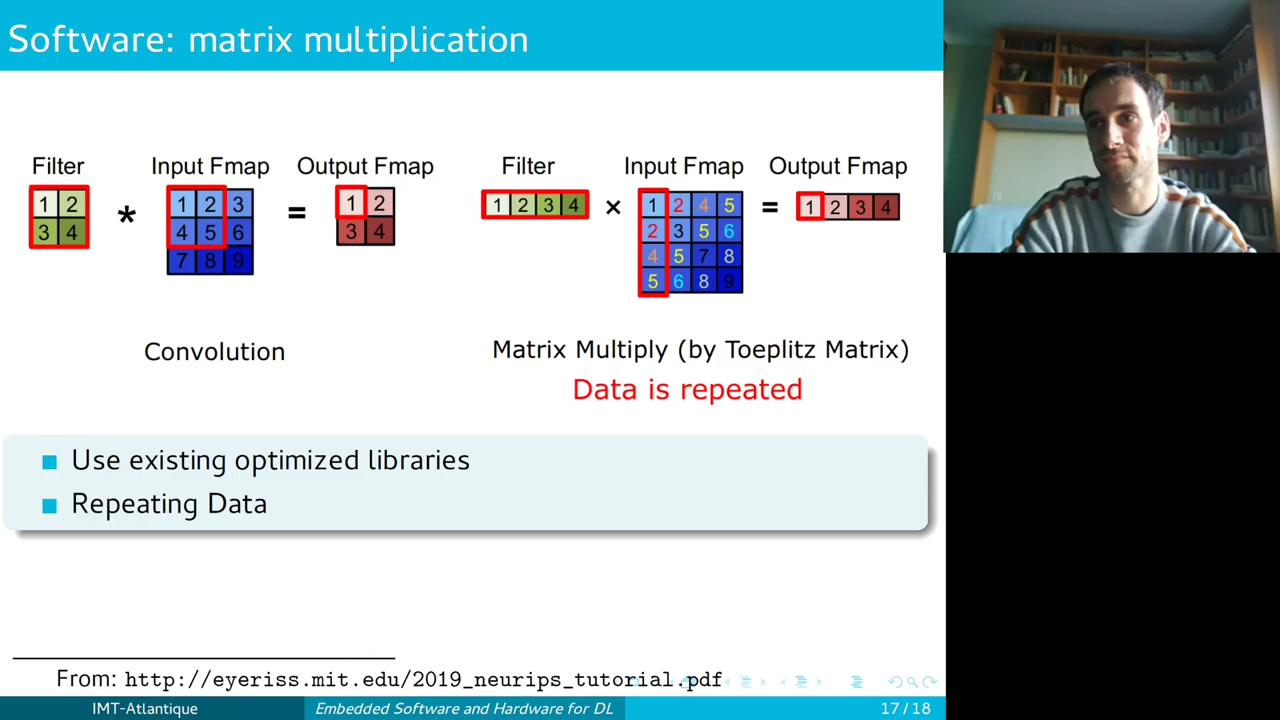 Software: matrix multiplication
Filter Input Fmap Output Fmap
1 2 * 1 2 3 = 1 2
3 4 4 5 6 3 4
7 8 9
Convolution
Filter Input Fmap Output Fmap
1 2 3 4 × 1 2 4 5 = 1 2 3 4
2 3 5 6
4 5 7 8
5 6 8 9
Matrix Multiply (by Toeplitz Matrix)
Data is repeated
Use existing optimized libraries
Repeating Data
From: http://eyeriss.mit.edu/2019_neurips_tutorial.pdf
IMT-Atlantique Embedded Software and Hardware for DL 17 / 18